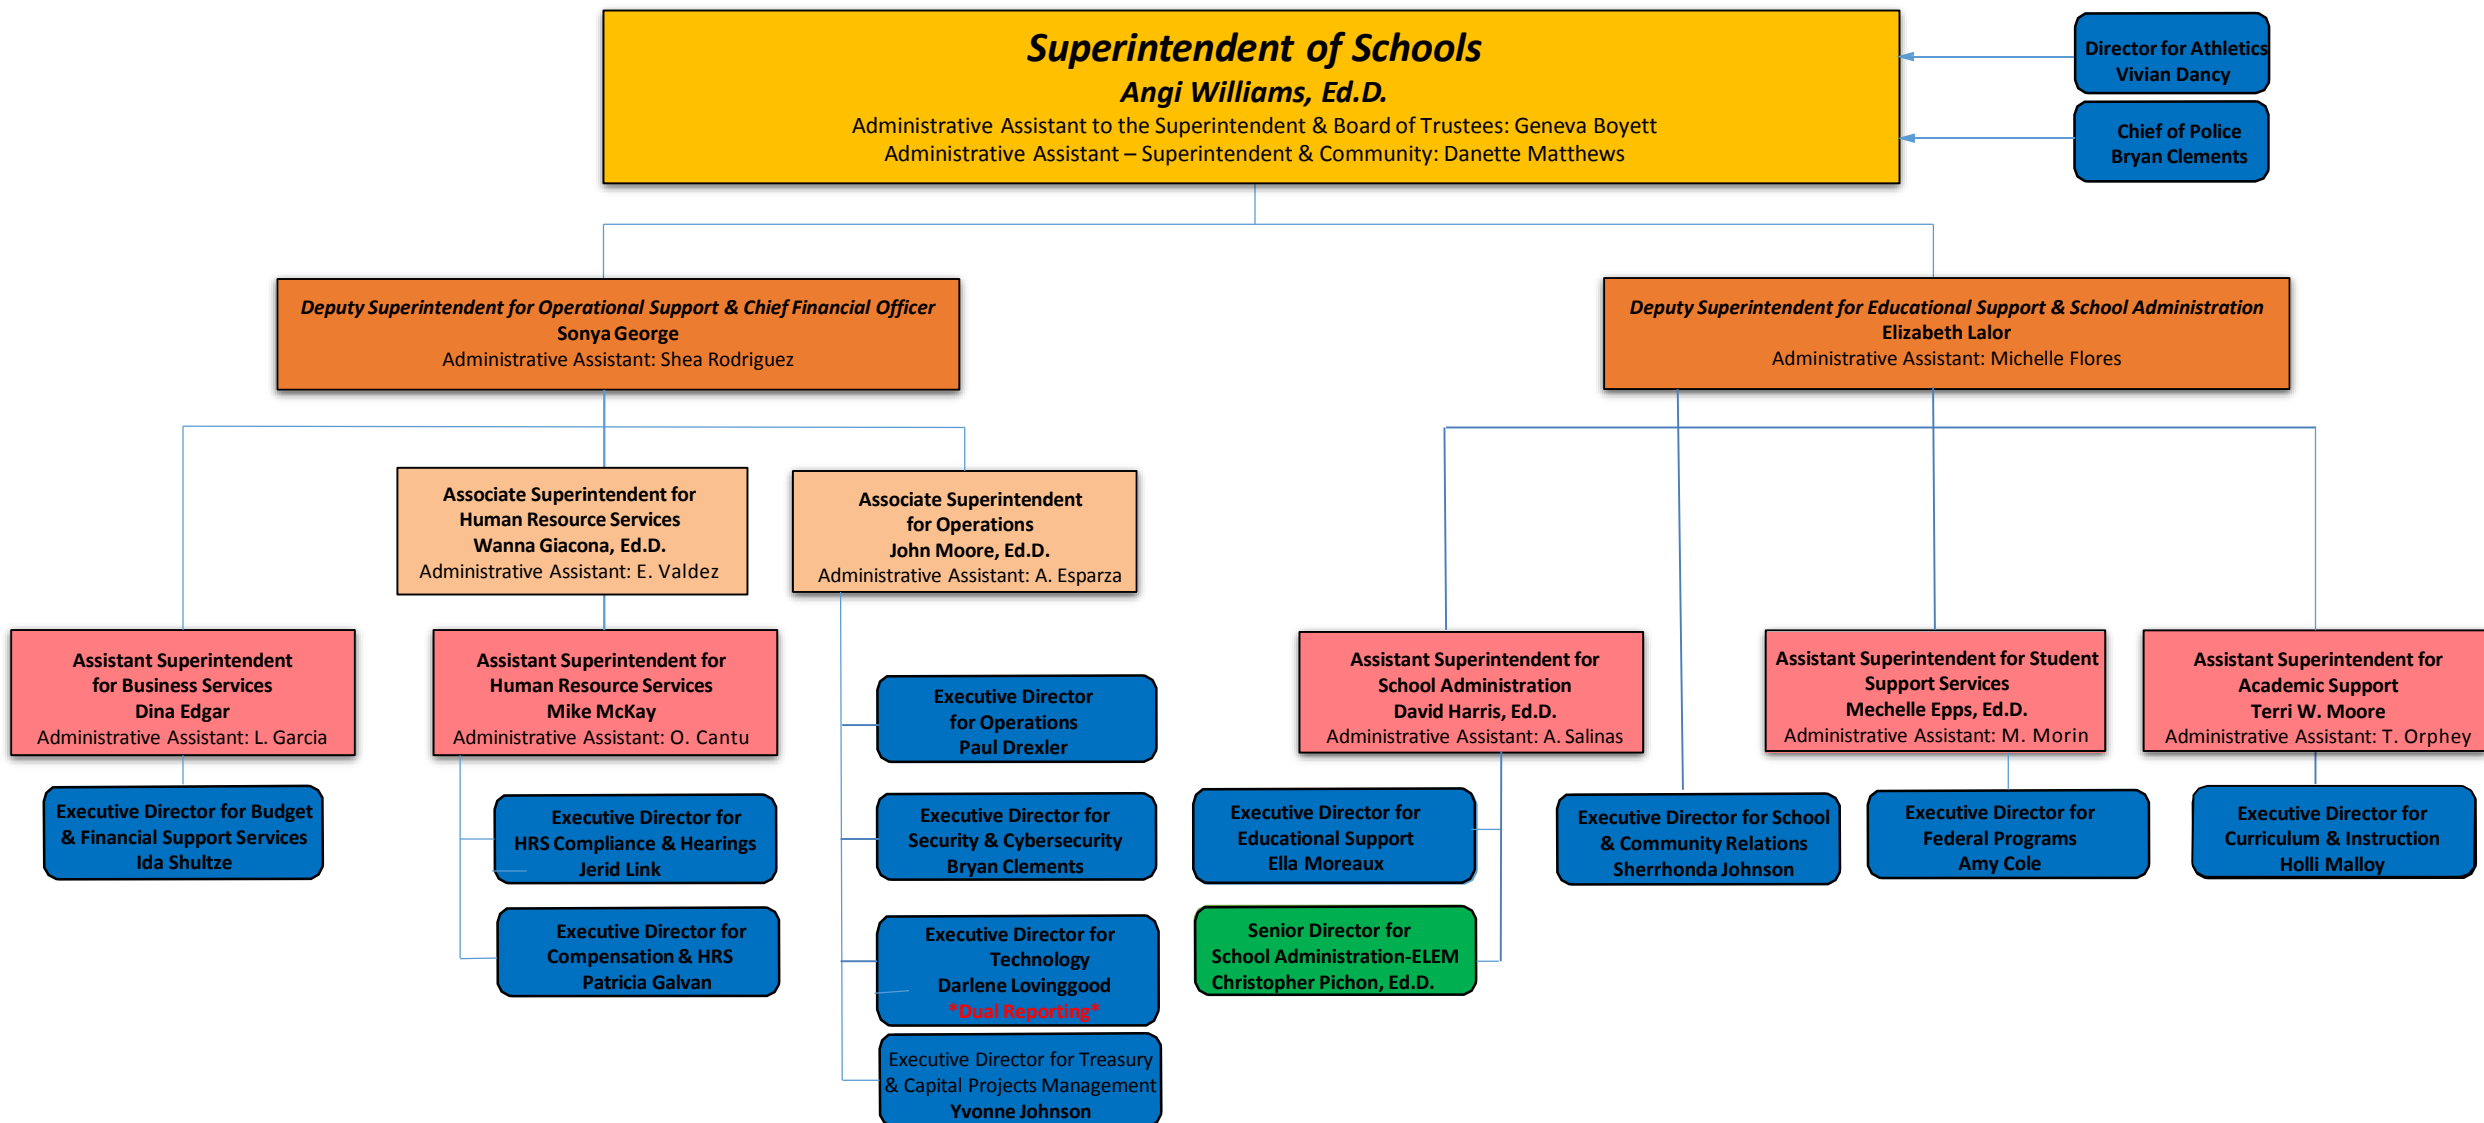 Superintendent of Schools
Angi Williams, Ed.D.
Administrative Assistant to the Superintendent & Board of Trustees: Geneva Boyett
Administrative Assistant – Superintendent & Community: Danette Matthews
Director for Athletics
Vivian Dancy
Chief of Police
Bryan Clements
Deputy Superintendent for Operational Support & Chief Financial Officer
Sonya George
Administrative Assistant: Shea Rodriguez
Deputy Superintendent for Educational Support & School Administration
Elizabeth Lalor
Administrative Assistant: Michelle Flores
Associate Superintendent for
Human Resource Services
Wanna Giacona, Ed.D.
Administrative Assistant: E. Valdez
Associate Superintendent
for Operations
John Moore, Ed.D.
Administrative Assistant: A. Esparza
Assistant Superintendent
for Business Services
Dina Edgar
Administrative Assistant: L. Garcia
Assistant Superintendent for
Human Resource Services
Mike McKay
Administrative Assistant: O. Cantu
Assistant Superintendent for
School Administration
David Harris, Ed.D.
Administrative Assistant: A. Salinas
Assistant Superintendent for Student
Support Services
Mechelle Epps, Ed.D.
Administrative Assistant: M. Morin
Assistant Superintendent for
Academic Support
Terri W. Moore
Administrative Assistant: T. Orphey
Executive Director for Budget
& Financial Support Services
Ida Shultze
Executive Director for
HRS Compliance & Hearings
Jerid Link
Executive Director for
Compensation & HRS
Patricia Galvan
Executive Director
for Operations
Paul Drexler
Executive Director for
Security & Cybersecurity
Bryan Clements
Executive Director for
Technology
Darlene Lovinggood
*Dual Reporting*
Executive Director for Treasury
& Capital Projects Management
Yvonne Johnson
Executive Director for
Educational Support
Ella Moreaux
Senior Director for
School Administration-ELEM
Christopher Pichon, Ed.D.
Executive Director for School
& Community Relations
Sherrhonda Johnson
Executive Director for
Federal Programs
Amy Cole
Executive Director for
Curriculum & Instruction
Holli Malloy